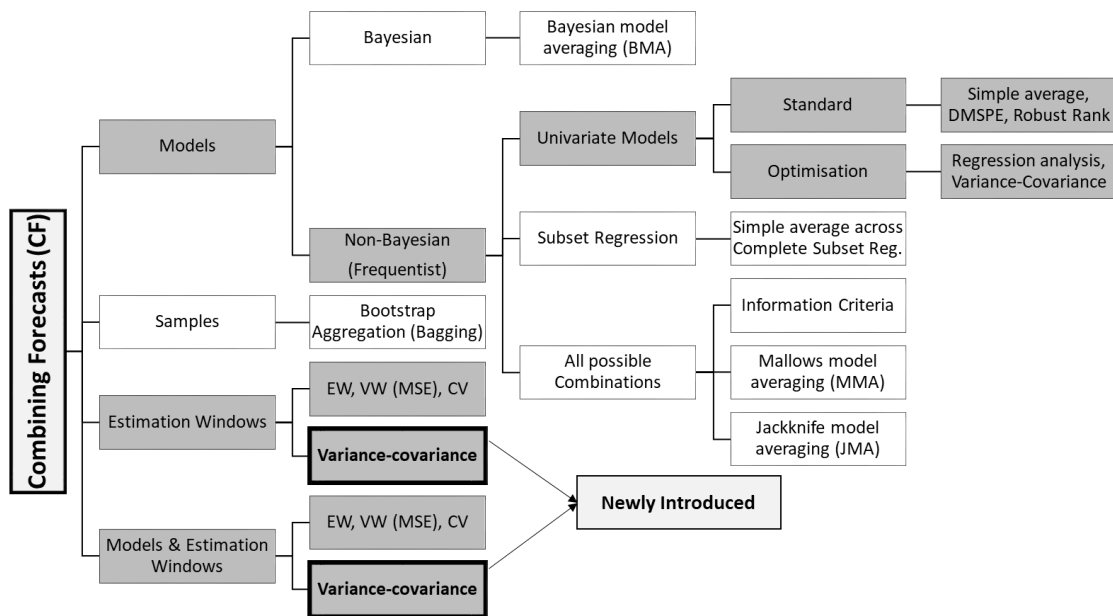 Combining Forecasts (CF)
Models
Bayesian
Bayesian model
averaging (BMA)
Non-Bayesian
(Frequentist)
Univariate Models
Standard
Simple average,
DMSPE, Robust Rank
Optimisation
Regression analysis,
Variance-Covariance
Subset Regression
Simple average across
Complete Subset Reg.
All possible
Combinations
Information Criteria
Mallows model
averaging (MMA)
Jackknife model
averaging (JMA)
Samples
Bootstrap
Aggregation (Bagging)
Estimation Windows
EW, VW (MSE), CV
Variance-covariance
Models & Estimation
Windows
EW, VW (MSE), CV
Variance-covariance
Newly Introduced